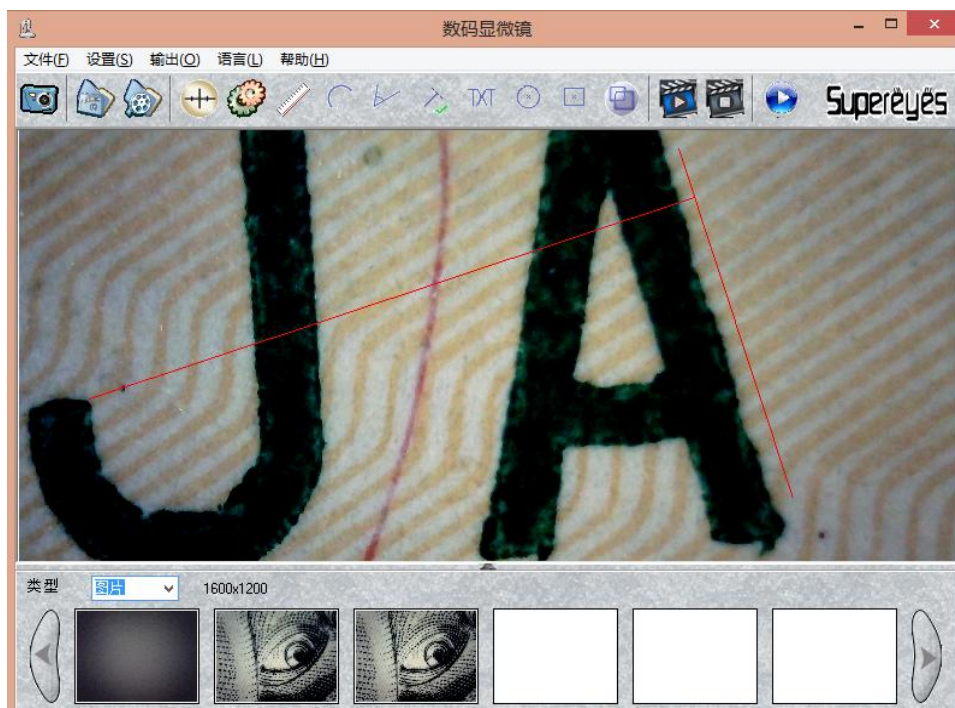 数码显微镜
文件(F) 设置(S) 输出(O) 语言(L) 帮助(H)
TXT Supereyes
JA
类型 图片 1600x1200